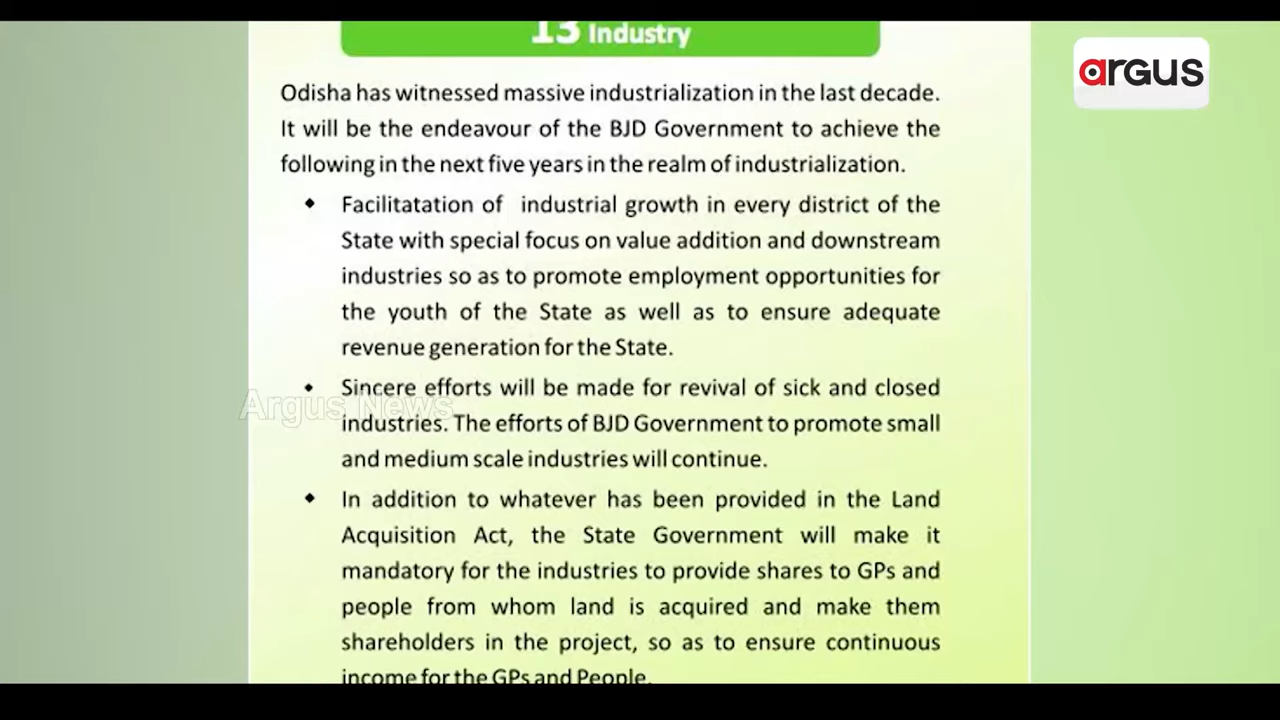 13 Industry
argus
Odisha has witnessed massive industrialization in the last decade.
It will be the endeavour of the BJD Government to achieve the
following in the next five years in the realm of industrialization.
◆ Facilitatation of industrial growth in every district of the
State with special focus on value addition and downstream
industries so as to promote employment opportunities for
the youth of the State as well as to ensure adequate
revenue generation for the State.
◆ Sincere efforts will be made for revival of sick and closed
Argus News
industries. The efforts of BJD Government to promote small
and medium scale industries will continue.
◆ In addition to whatever has been provided in the Land
Acquisition Act, the State Government will make it
mandatory for the industries to provide shares to GPs and
people from whom land is acquired and make them
shareholders in the project, so as to ensure continuous
income for the GPs and People.